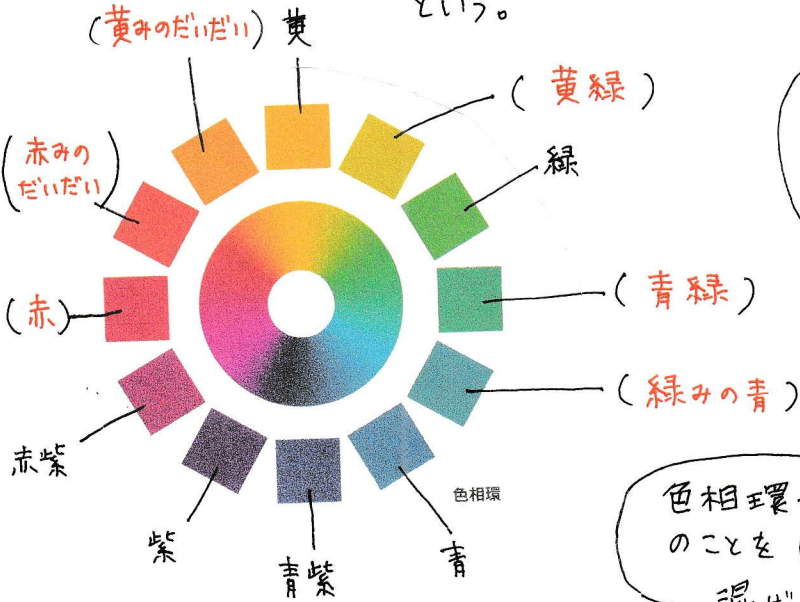 という。
(黄みのだいだい) 黄
(黄緑)
(赤みの
だいだい)
緑
(青緑)
(赤)
(緑みの青)
赤紫
色相環
紫
青紫
青
色相環
のことを
混ぜ